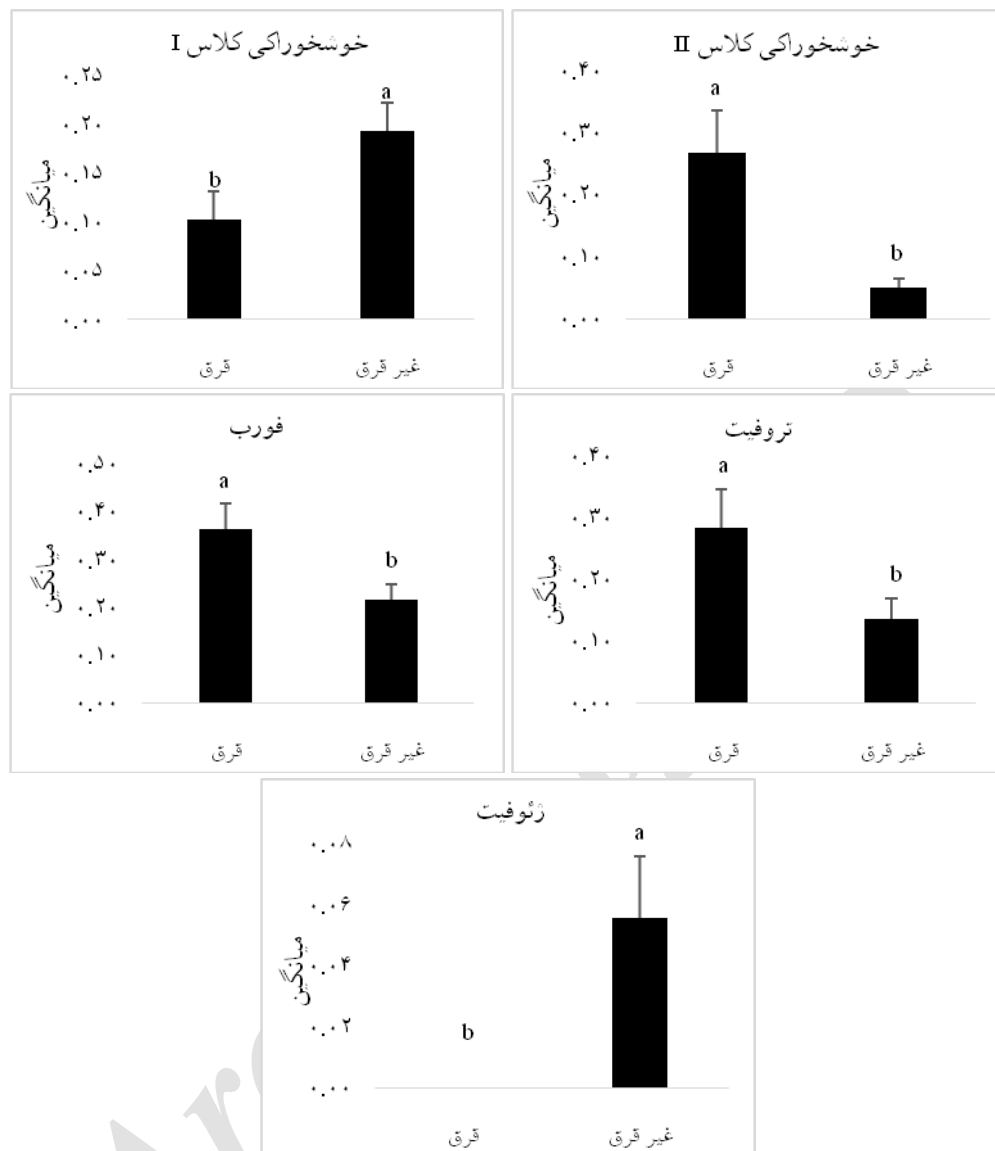 خوشخوراکی کلاس I
۰.۲۵
a
۰.۲۰
۰.۱۵
b
۰.۱۰
۰.۰۵
۰.۰۰
میانگین
قرق
غیر قرق
خوشخوراکی کلاس II
۰.۴۰
a
۰.۳۰
۰.۲۰
b
۰.۱۰
۰.۰۰
میانگین
قرق
غیر قرق
فورب
۰.۵۰
a
۰.۴۰
۰.۳۰
b
۰.۲۰
۰.۱۰
۰.۰۰
میانگین
قرق
غیر قرق
تروفیت
۰.۴۰
a
۰.۳۰
۰.۲۰
b
۰.۱۰
۰.۰۰
میانگین
قرق
غیر قرق
ژئوفیت
۰.۰۸
a
۰.۰۶
۰.۰۴
۰.۰۲
b
۰.۰۰
میانگین
قرق
غیر قرق